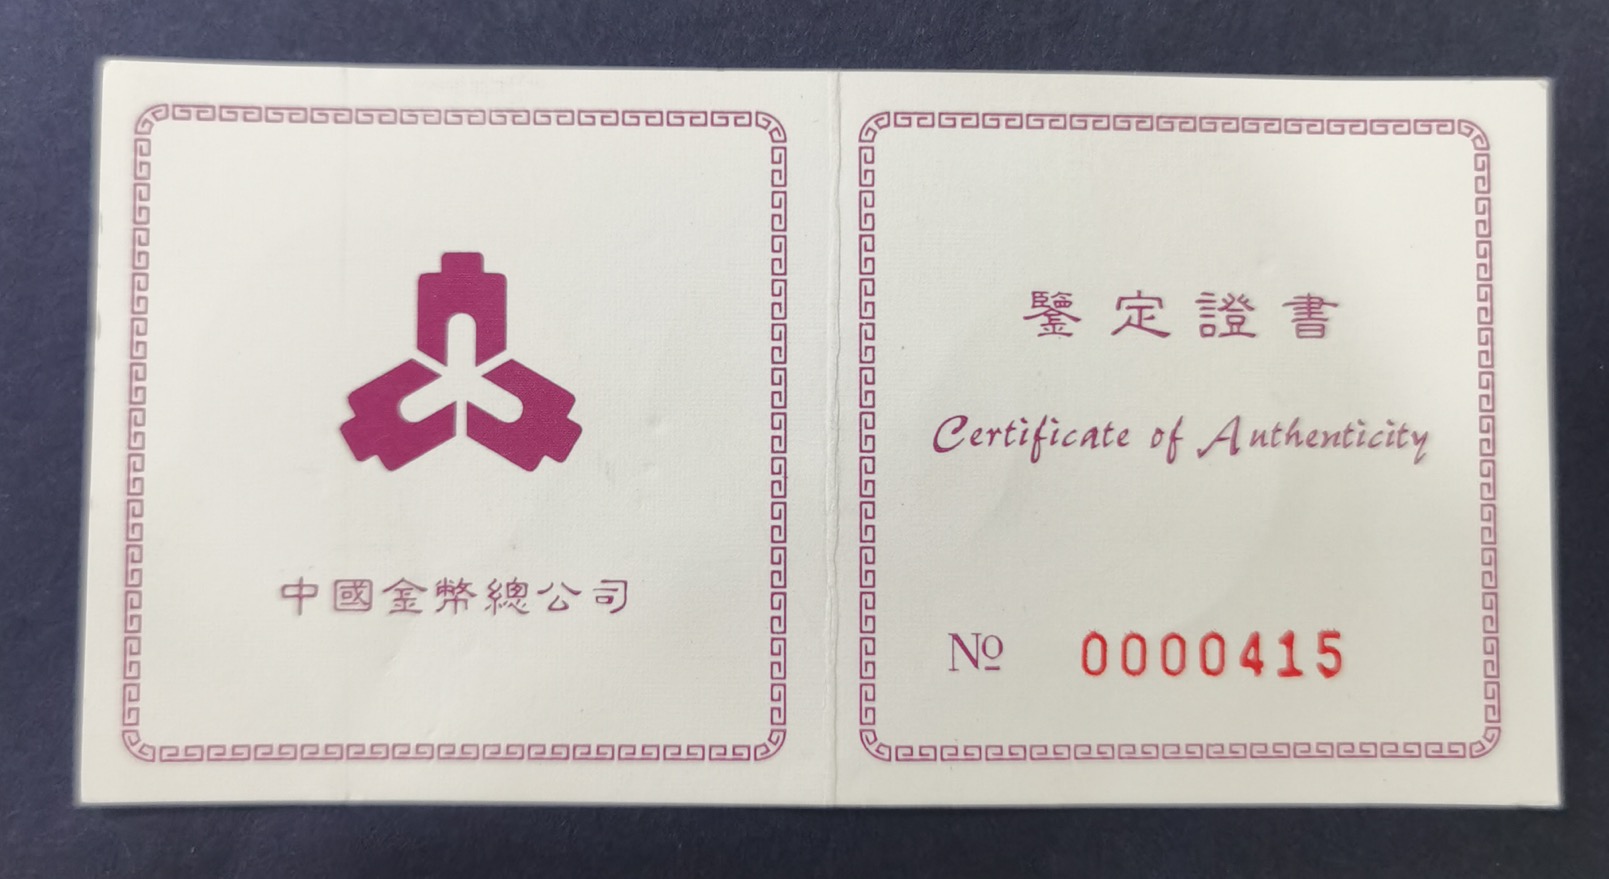 中國金幣總公司
鑒定證書
Certificate of Authenticity
№ 0000415